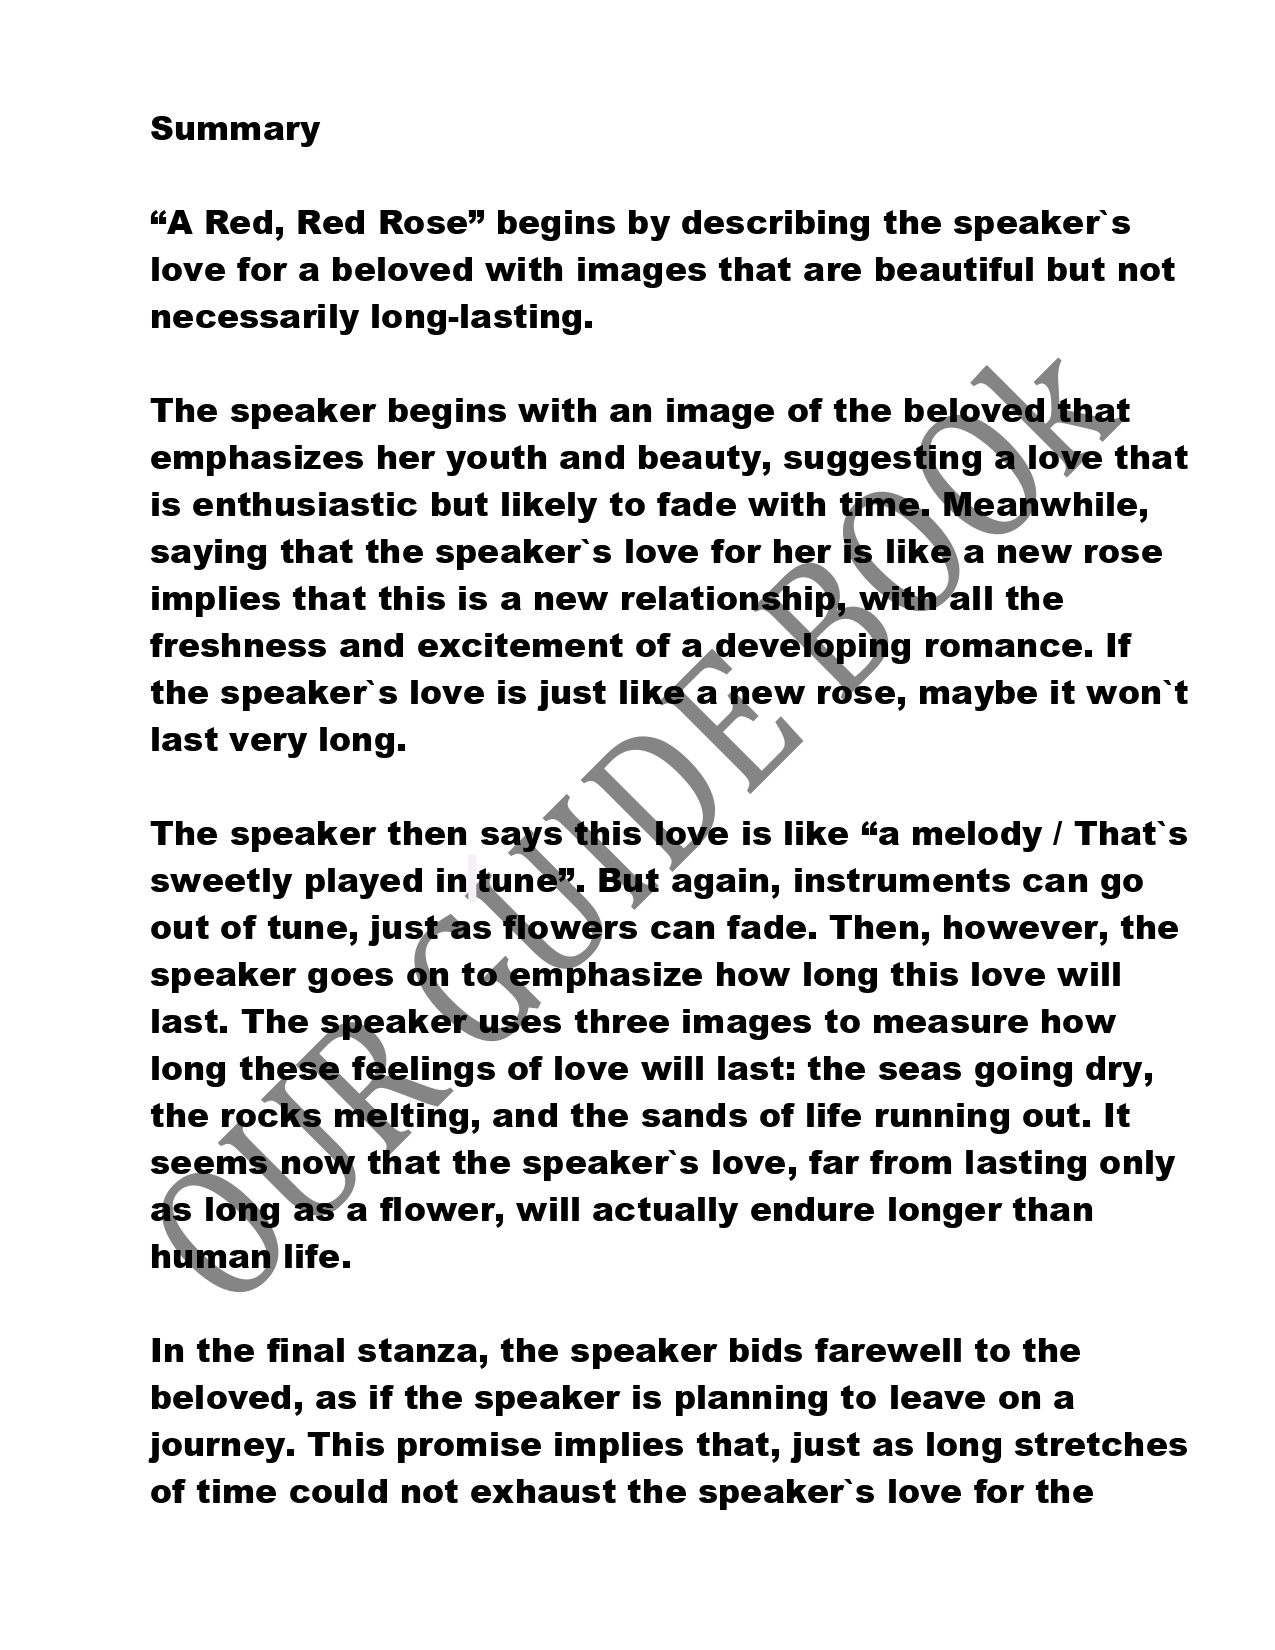 Summary
“A Red, Red Rose” begins by describing the speaker`s
love for a beloved with images that are beautiful but not
necessarily long-lasting.
The speaker begins with an image of the beloved that
emphasizes her youth and beauty, suggesting a love that
is enthusiastic but likely to fade with time. Meanwhile,
saying that the speaker`s love for her is like a new rose
implies that this is a new relationship, with all the
freshness and excitement of a developing romance. If
the speaker`s love is just like a new rose, maybe it won`t
last very long.
The speaker then says this love is like “a melody / That`s
sweetly played in tune”. But again, instruments can go
out of tune, just as flowers can fade. Then, however, the
speaker goes on to emphasize how long this love will
last. The speaker uses three images to measure how
long these feelings of love will last: the seas going dry,
the rocks melting, and the sands of life running out. It
seems now that the speaker`s love, far from lasting only
as long as a flower, will actually endure longer than
human life.
In the final stanza, the speaker bids farewell to the
beloved, as if the speaker is planning to leave on a
journey. This promise implies that, just as long stretches
of time could not exhaust the speaker`s love for the
OUR GUIDE BOOk